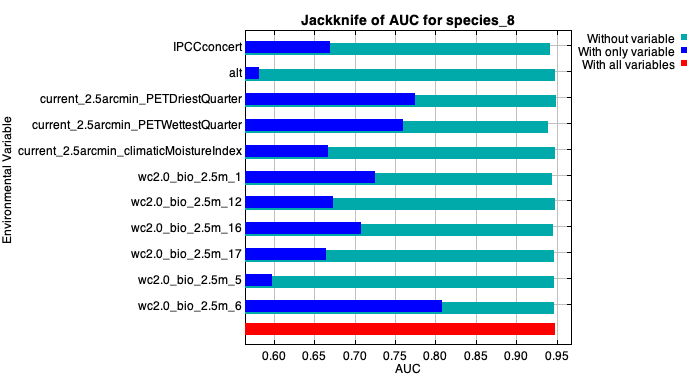 Jackknife of AUC for species_8
Without variable
With only variable
With all variables
Environmental Variable
IPCCconcert
alt
current_2.5arcmin_PETDriestQuarter
current_2.5arcmin_PETWettestQuarter
current_2.5arcmin_climaticMoistureIndex
wc2.0_bio_2.5m_1
wc2.0_bio_2.5m_12
wc2.0_bio_2.5m_16
wc2.0_bio_2.5m_17
wc2.0_bio_2.5m_5
wc2.0_bio_2.5m_6
0.60 0.65 0.70 0.75 0.80 0.85 0.90 0.95
AUC